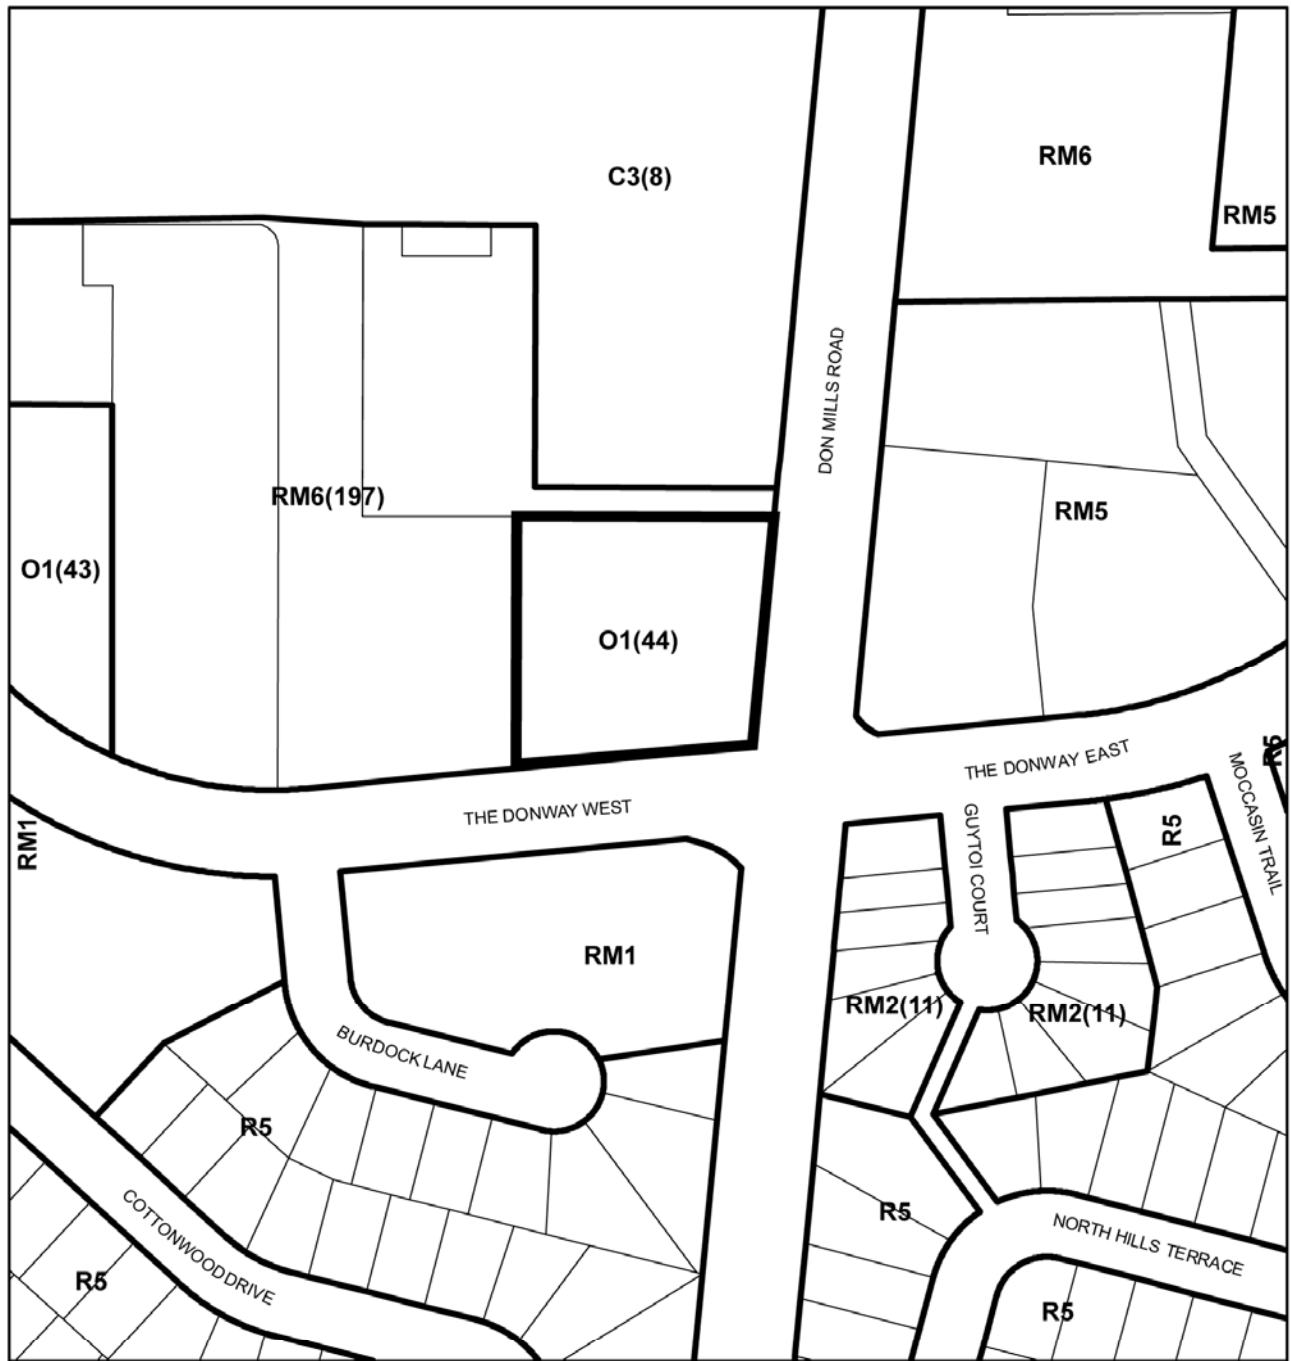 RM6
C3(8)
RM5
DON MILLS ROAD
RM6(197)
RM5
O1(43)
O1(44)
THE DONWAY EAST
R5
MOCCASIN TRAIL
THE DONWAY WEST
GUYTOI COURT
R5
RM1
RM1
RM2(11)
RM2(11)
BURDOCK LANE
R5
R5
COTTONWOOD DRIVE
NORTH HILLS TERRACE
R5
R5